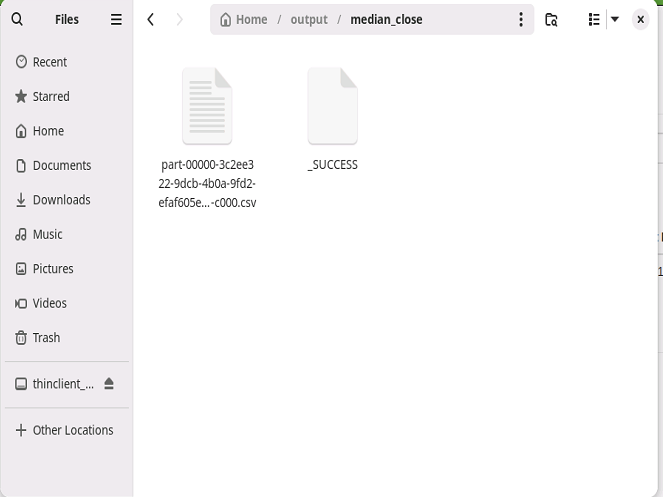 Files
Home / output / median_close
Recent
Starred
Home
Documents
Downloads
Music
Pictures
Videos
Trash
thinclient_...
Other Locations
part-00000-3c2ee3
22-9dcb-4b0a-9fd2-
efaf605e...-c000.csv
_SUCCESS